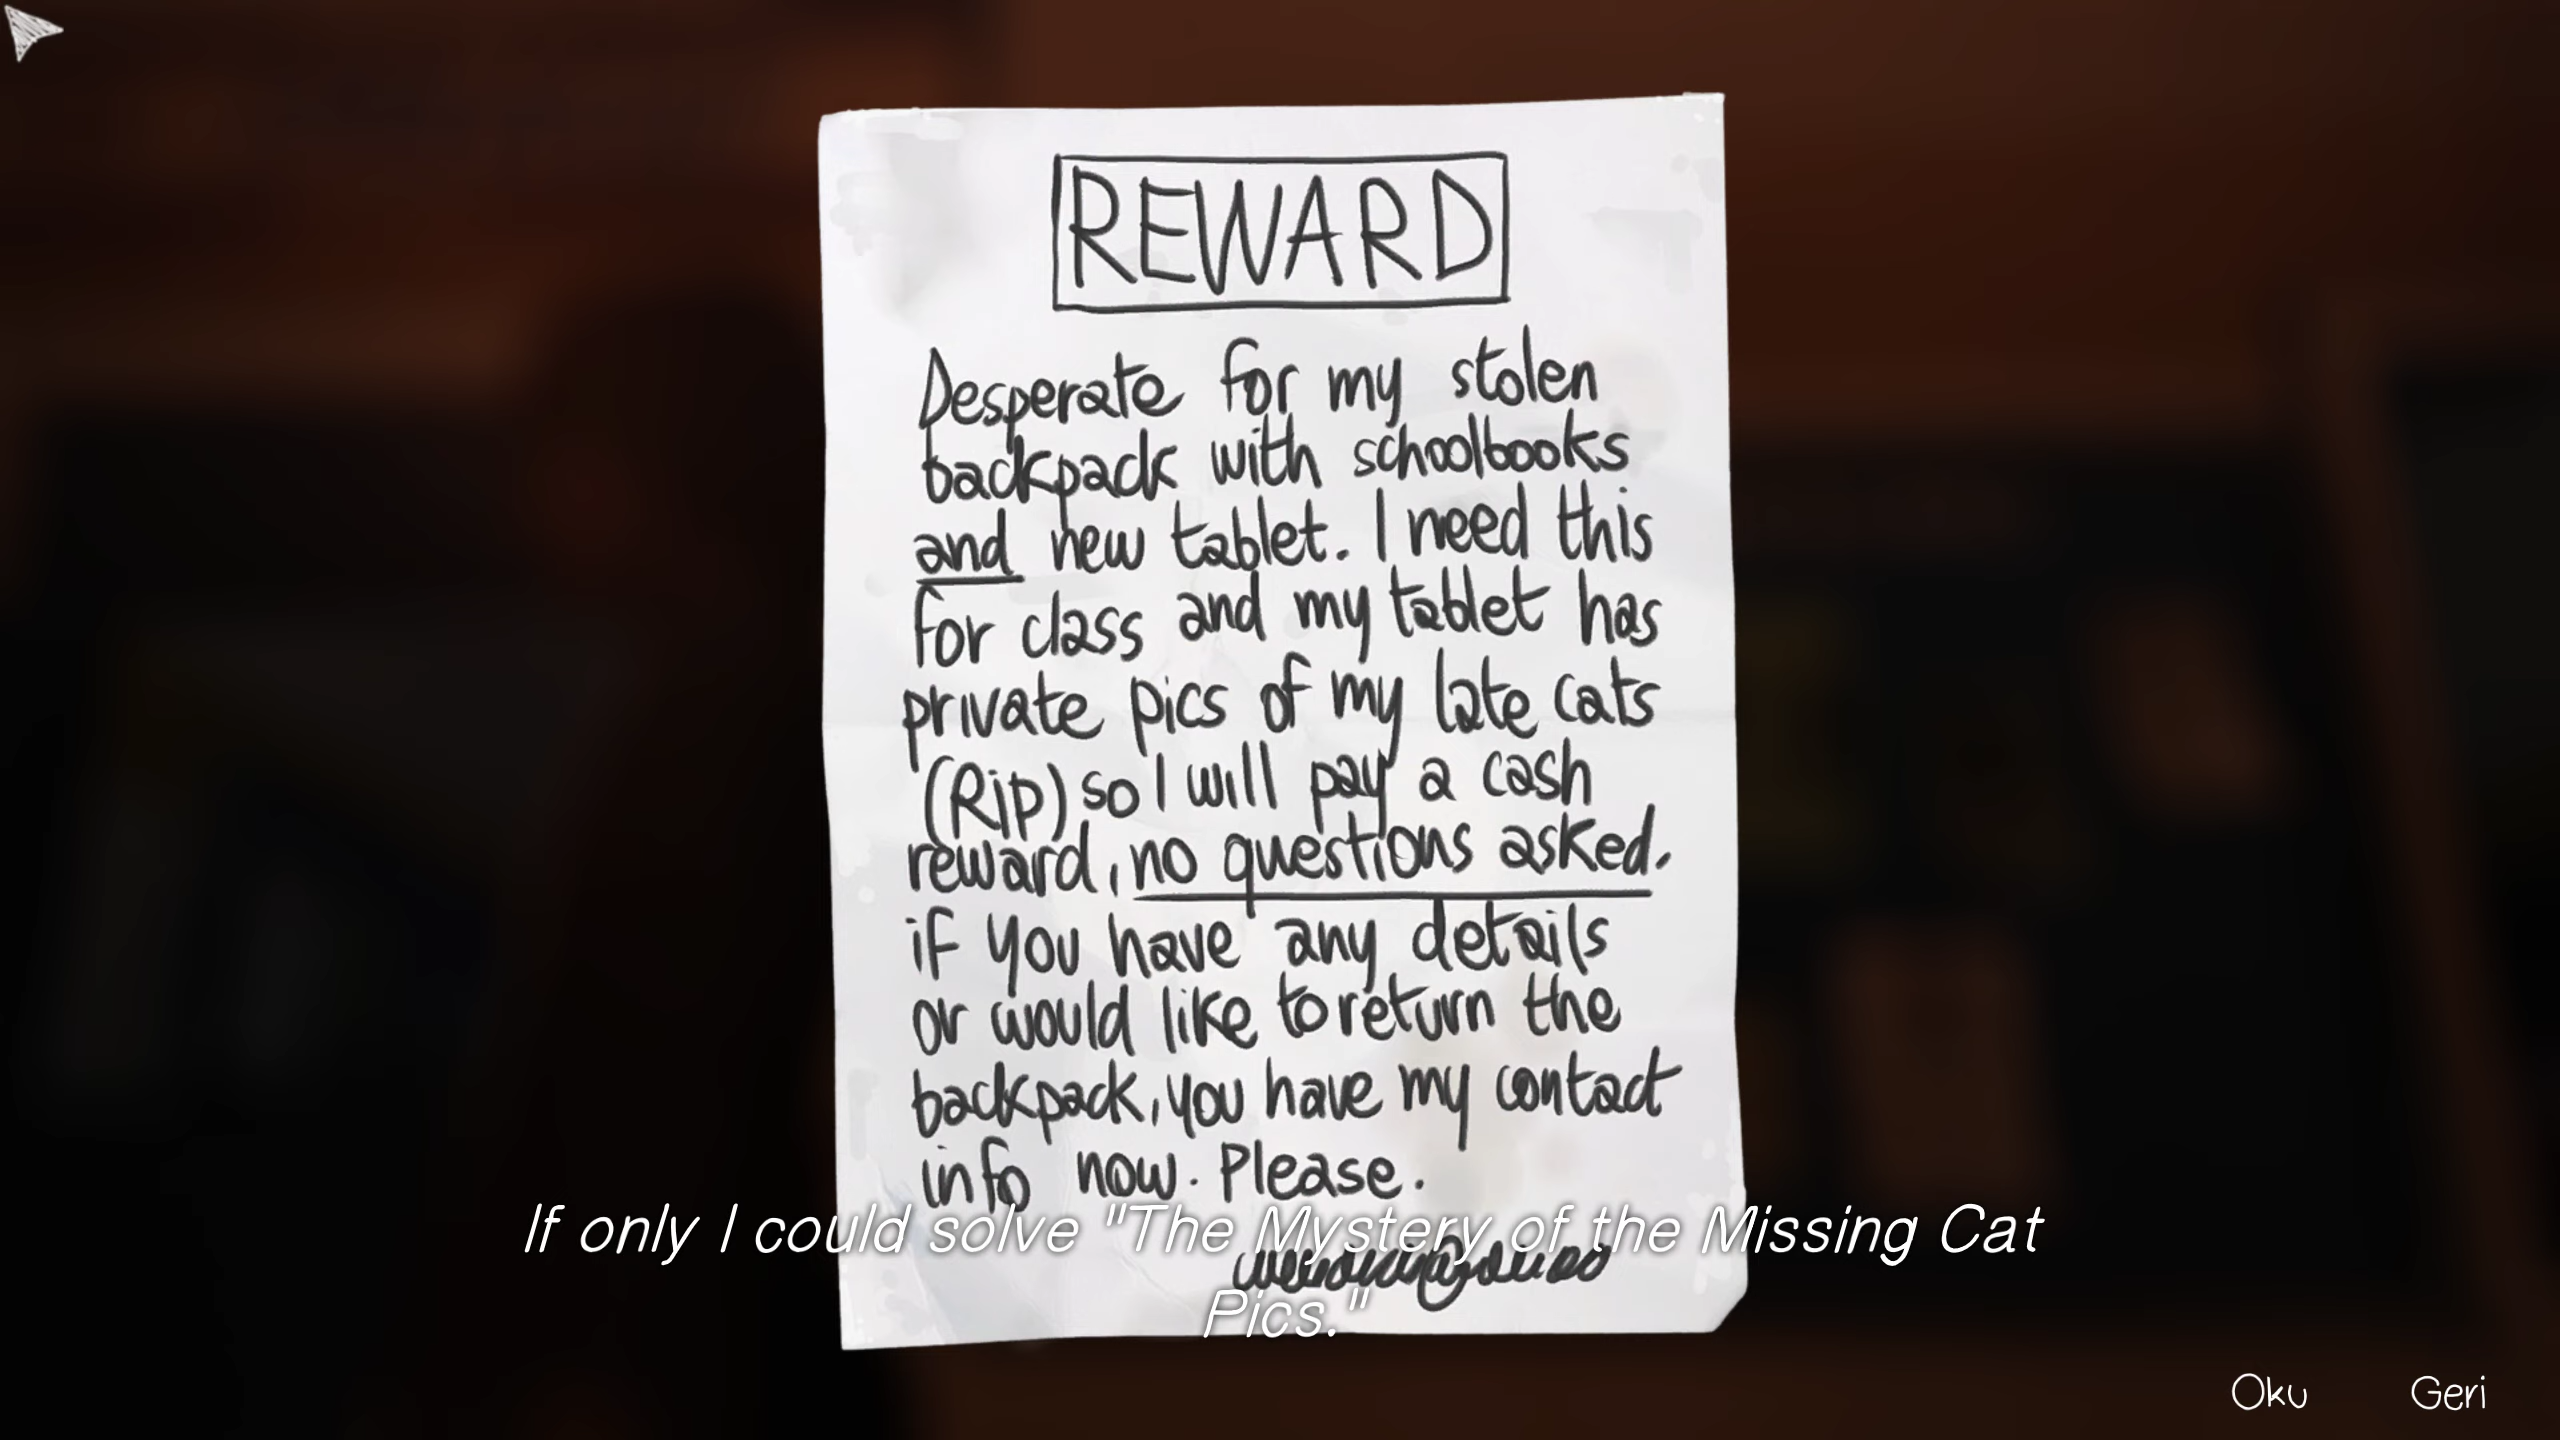 REWARD
Desperate for my stolen
backpack with schoolbooks
and new tablet. I need this
for class and my tablet has
private pics of my late cats
(Rip) so I will pay a cash
reward, no questions asked.
if you have any details
or would like to return the
backpack, you have my contact
info now. Please.
If only I could solve "The Mystery of the Missing Cat
Pics."
Oku Geri